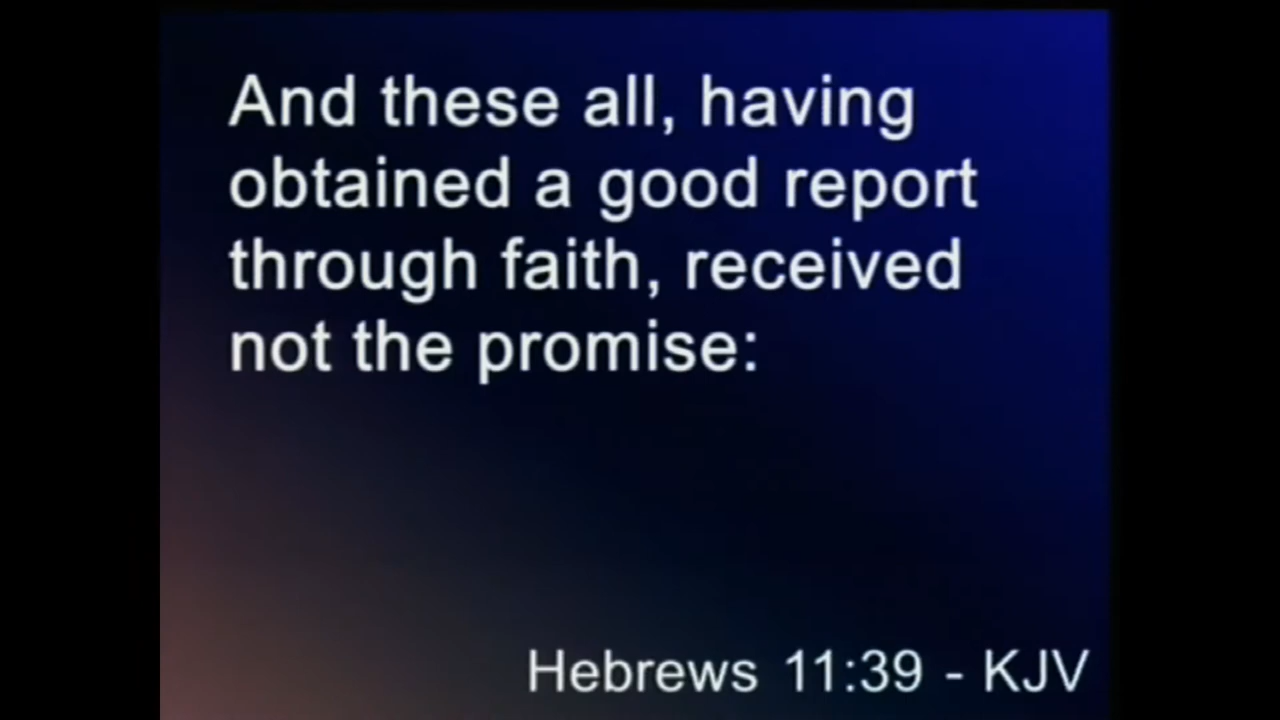 And these all, having
obtained a good report
through faith, received
not the promise:
Hebrews 11:39 - KJV